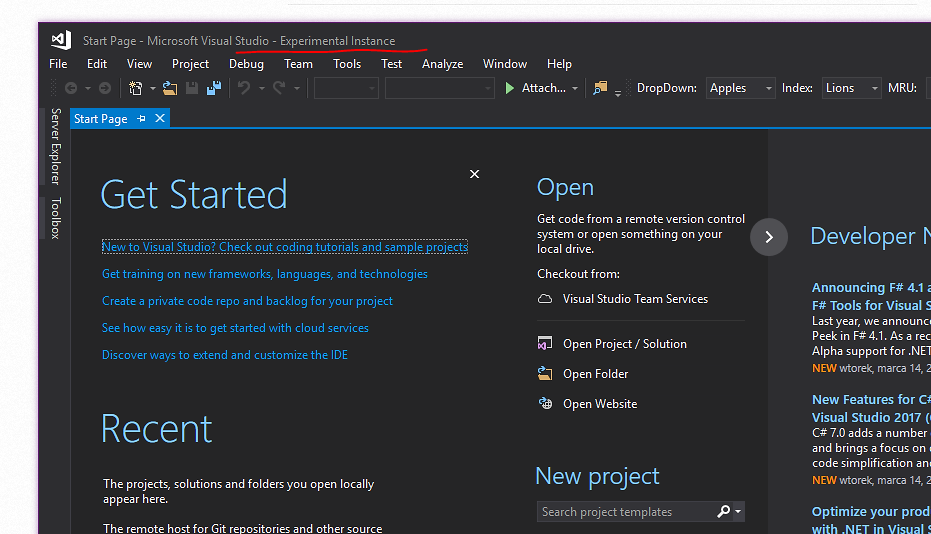 Start Page - Microsoft Visual Studio - Experimental Instance
File Edit View Project Debug Team Tools Test Analyze Window Help
Attach... DropDown: Apples Index: Lions MRU:
Server Explorer
Toolbox
Start Page
Get Started
New to Visual Studio? Check out coding tutorials and sample projects
Get training on new frameworks, languages, and technologies
Create a private code repo and backlog for your project
See how easy it is to get started with cloud services
Discover ways to extend and customize the IDE
Recent
The projects, solutions and folders you open locally
appear here.
The remote host for Git repositories and other source
Open
Get code from a remote version control
system or open something on your
local drive.
Checkout from:
Visual Studio Team Services
Open Project / Solution
Open Folder
Open Website
New project
Search project templates
Developer N
Announcing F# 4.1 a
F# Tools for Visual S
Last year, we announce
Peek in F# 4.1. As a rec
Alpha support for .NET
NEW wtorek, marca 14, 2
New Features for C#
Visual Studio 2017 (
C# 7.0 adds a number
and brings a focus on
code simplification and
NEW wtorek, marca 14, 2
Optimize your prod
with .NET in Visual S